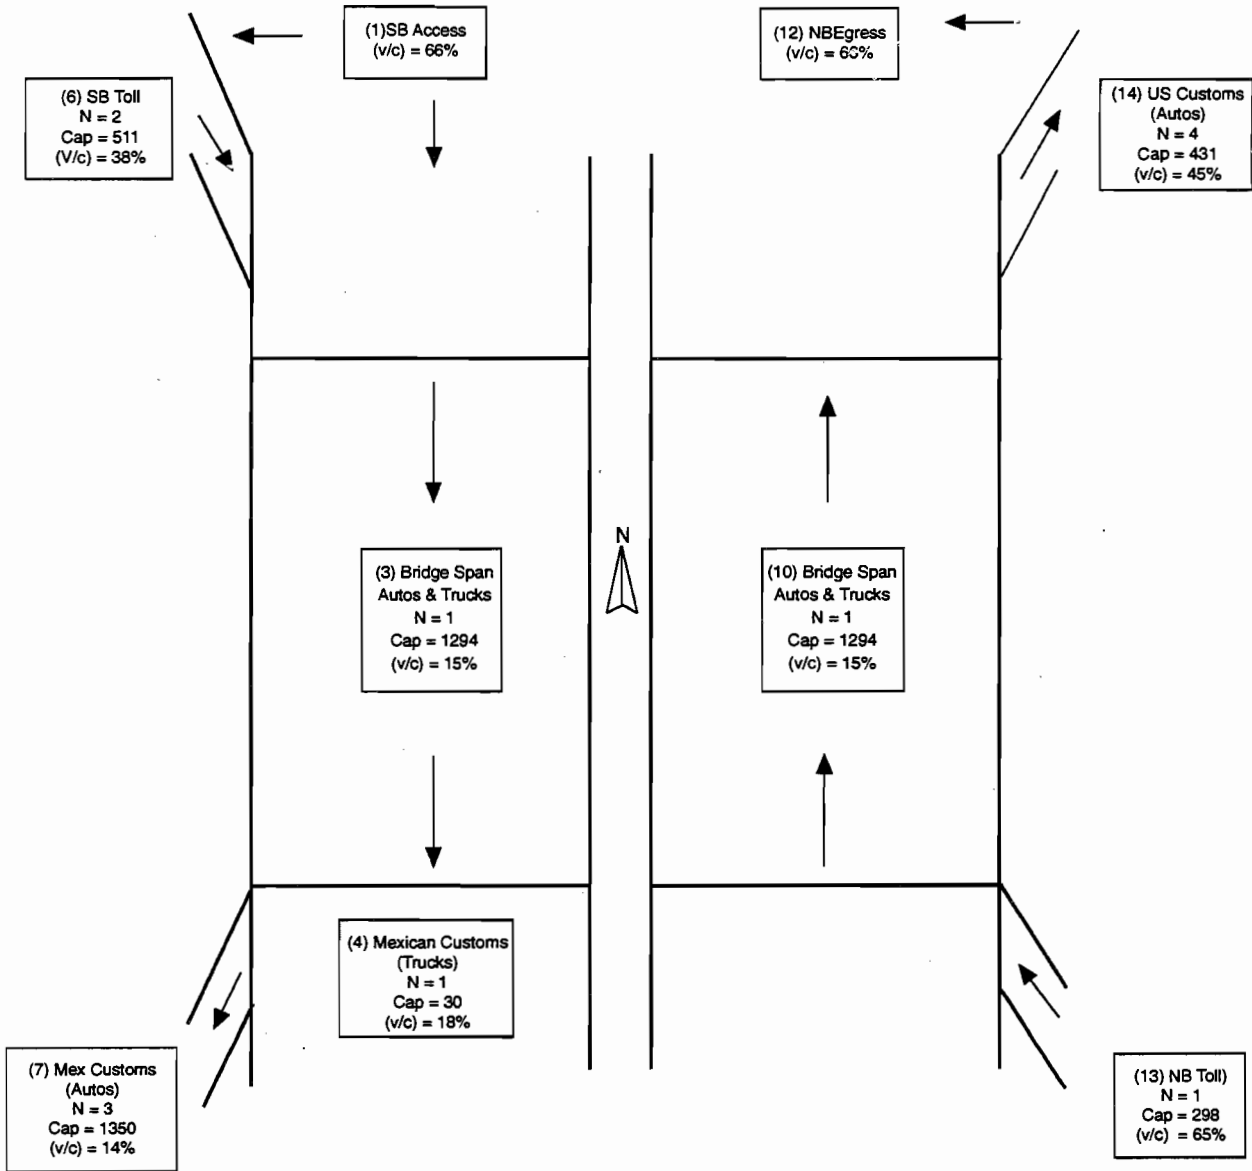 (1)SB Access
(v/c) = 66%
(12) NBEgress
(v/c) =
(6) SB Toll
N = 2
Cap = 511
(V/c) = 38%
(14) US Customs
(Autos)
N = 4
Cap = 431
(v/c) = 45%
N
(3) Bridge Span
Autos & Trucks
N = 1
Cap = 1294
(v/c) = 15%
(10) Bridge Span
Autos & Trucks
N = 1
Cap = 1294
(v/c) = 15%
(4) Mexican Customs
(Trucks)
N = 1
Cap = 30
(v/c) = 18%
(7) Mex Customs
(Autos)
N = 3
Cap = 1350
(v/c) = 14%
(13) NB Toll)
N = 1
Cap = 298
(v/c) = 65%